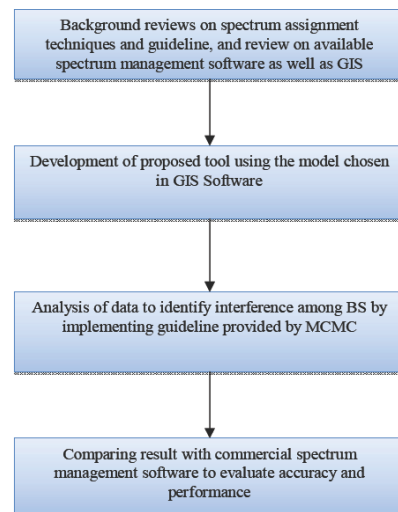 Background reviews on spectrum assignment
techniques and guideline, and review on available
spectrum management software as well as GIS
Development of proposed tool using the model chosen
in GIS Software
Analysis of data to identify interference among BS by
implementing guideline provided by MCMC
Comparing result with commercial spectrum
management software to evaluate accuracy and
performance